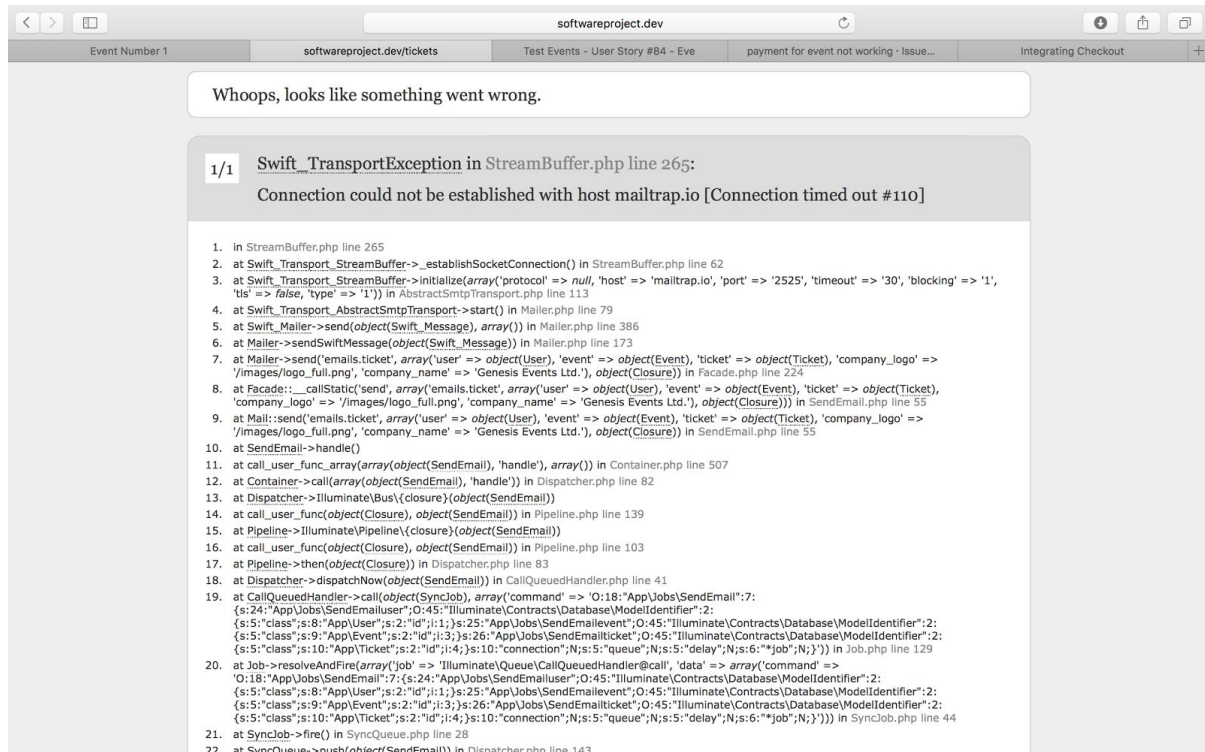 softwareproject.dev
Event Number 1
softwareproject.dev/tickets
Test Events - User Story #84 - Eve
payment for event not working · Issue...
Integrating Checkout
Whoops, looks like something went wrong.
1/1
Swift_TransportException in StreamBuffer.php line 265:
Connection could not be established with host mailtrap.io [Connection timed out #110]
1. in StreamBuffer.php line 265
2. at Swift_Transport_StreamBuffer->_establishSocketConnection() in StreamBuffer.php line 62
3. at Swift_Transport_StreamBuffer->initialize(array('protocol' => null, 'host' => 'mailtrap.io', 'port' => '2525', 'timeout' => '30', 'blocking' => '1',
'tls' => false, 'type' => '1')) in AbstractSmtpTransport.php line 113
4. at Swift_Transport_AbstractSmtpTransport->start() in Mailer.php line 79
5. at Swift_Mailer->send(object(Swift_Message), array()) in Mailer.php line 386
6. at Mailer->sendSwiftMessage(object(Swift_Message)) in Mailer.php line 173
7. at Mailer->send('emails.ticket', array('user' => object(User), 'event' => object(Event), 'ticket' => object(Ticket), 'company_logo' =>
'/images/logo_full.png', 'company_name' => 'Genesis Events Ltd.'), object(Closure)) in Facade.php line 224
8. at Facade::__callStatic('send', array('emails.ticket', array('user' => object(User), 'event' => object(Event), 'ticket' => object(Ticket),
'company_logo' => '/images/logo_full.png', 'company_name' => 'Genesis Events Ltd.'), object(Closure))) in SendEmail.php line 55
9. at Mail::send('emails.ticket', array('user' => object(User), 'event' => object(Event), 'ticket' => object(Ticket), 'company_logo' =>
'/images/logo_full.png', 'company_name' => 'Genesis Events Ltd.'), object(Closure)) in SendEmail.php line 55
10. at SendEmail->handle()
11. at call_user_func_array(array(object(SendEmail), 'handle'), array()) in Container.php line 507
12. at Container->call(array(object(SendEmail), 'handle')) in Dispatcher.php line 82
13. at Dispatcher->Illuminate\Bus\{closure}(object(SendEmail))
14. at call_user_func(object(Closure), object(SendEmail)) in Pipeline.php line 139
15. at Pipeline->Illuminate\Pipeline\{closure}(object(SendEmail))
16. at call_user_func(object(Closure), object(SendEmail)) in Pipeline.php line 103
17. at Pipeline->then(object(Closure)) in Dispatcher.php line 83
18. at Dispatcher->dispatchNow(object(SendEmail)) in CallQueuedHandler.php line 41
19. at CallQueuedHandler->call(object(SyncJob), array('command' => 'O:18:"App\Jobs\SendEmail":7:
{s:24:"App\Jobs\SendEmailuser";O:45:"Illuminate\Contracts\Database\ModelIdentifier":2:
{s:5:"class";s:8:"App\User";s:2:"id";i:1;}s:25:"App\Jobs\SendEmailevent";O:45:"Illuminate\Contracts\Database\ModelIdentifier":2:
{s:5:"class";s:9:"App\Event";s:2:"id";i:3;}s:26:"App\Jobs\SendEmailticket";O:45:"Illuminate\Contracts\Database\ModelIdentifier":2:
{s:5:"class";s:10:"App\Ticket";s:2:"id";i:4;}s:10:"connection";N;s:5:"queue";N;s:5:"delay";N;s:6:"*job";N;}')) in Job.php line 129
20. at Job->resolveAndFire(array('job' => 'Illuminate\Queue\CallQueuedHandler@call', 'data' => array('command' =>
'O:18:"App\Jobs\SendEmail":7:{s:24:"App\Jobs\SendEmailuser";O:45:"Illuminate\Contracts\Database\ModelIdentifier":2:
{s:5:"class";s:8:"App\User";s:2:"id";i:1;}s:25:"App\Jobs\SendEmailevent";O:45:"Illuminate\Contracts\Database\ModelIdentifier":2:
{s:5:"class";s:9:"App\Event";s:2:"id";i:3;}s:26:"App\Jobs\SendEmailticket";O:45:"Illuminate\Contracts\Database\ModelIdentifier":2:
{s:5:"class";s:10:"App\Ticket";s:2:"id";i:4;}s:10:"connection";N;s:5:"queue";N;s:5:"delay";N;s:6:"*job";N;}'))) in SyncJob.php line 44
21. at SyncJob->fire() in SyncQueue.php line 28
22. at SyncQueue->push(object(SendEmail)) in Dispatcher.php line 143